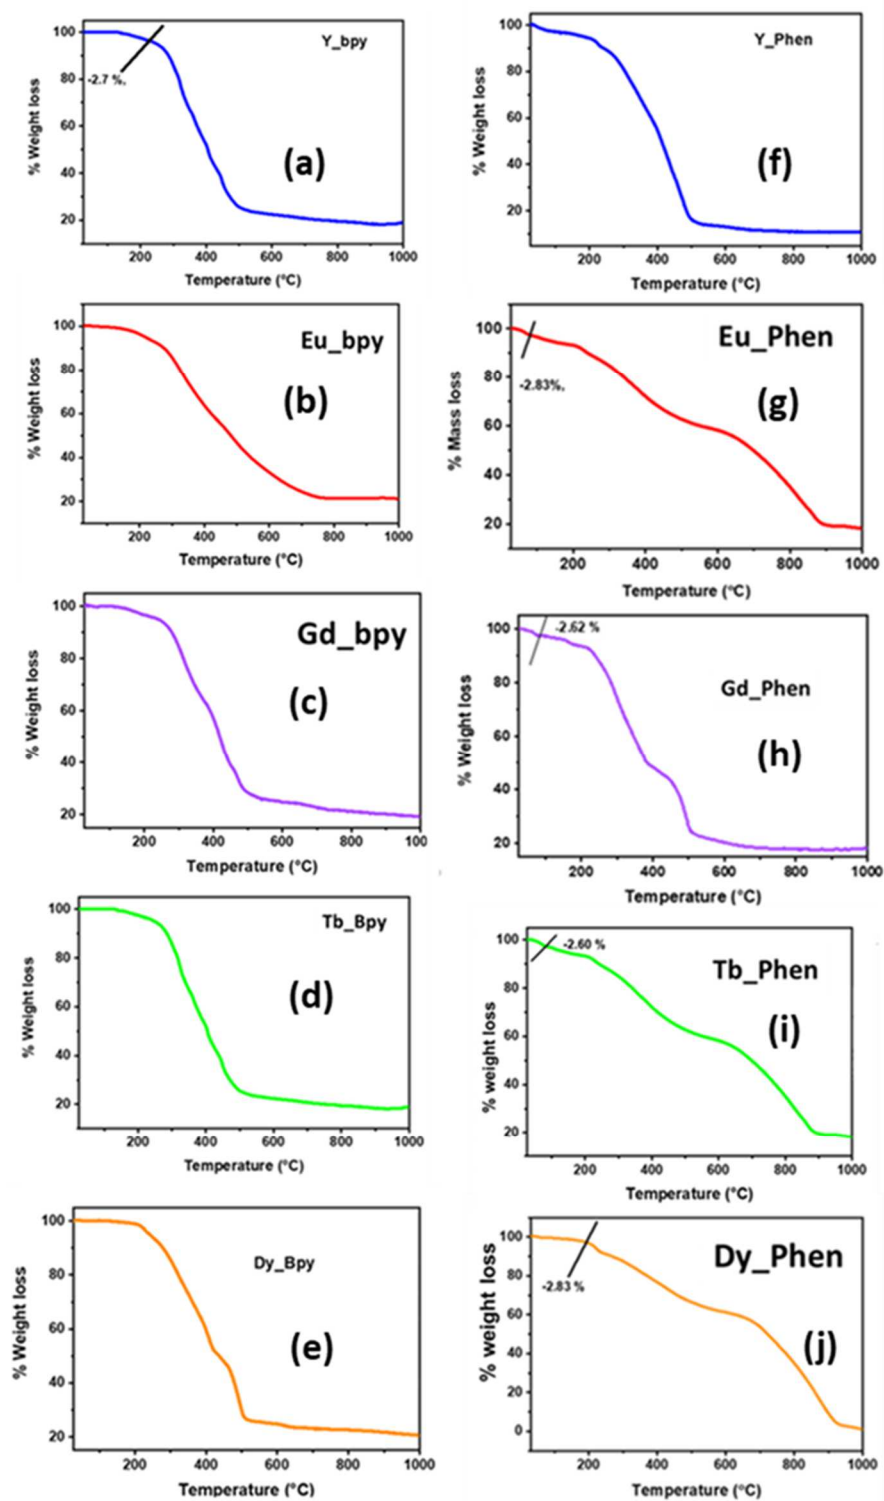 Y_bpy
-2.7 %,
(a)
% Weight loss
100
80
60
40
20
200 400 600 800 1000
Temperature (°C)
Y_Phen
(f)
% Weight loss
100
80
60
40
20
200 400 600 800 1000
Temperature (°C)
Eu_bpy
(b)
% Weight loss
100
80
60
40
20
200 400 600 800 1000
Temperature (°C)
Eu_Phen
-2.83%,
(g)
% Mass loss
100
80
60
40
20
200 400 600 800 1000
Temperature (°C)
Gd_bpy
(c)
% Weight loss
100
80
60
40
20
200 400 600 800 1000
Temperature (°C)
-2.62 %
Gd_Phen
(h)
% Weight loss
100
80
60
40
20
200 400 600 800 1000
Temperature (°C)
Tb_Bpy
(d)
% Weight loss
100
80
60
40
20
200 400 600 800 1000
Temperature (°C)
-2.60 %
Tb_Phen
(i)
% weight loss
100
80
60
40
20
200 400 600 800 1000
Temperature (°C)
Dy_Bpy
(e)
% Weight loss
100
80
60
40
20
200 400 600 800 1000
Temperature (°C)
Dy_Phen
-2.83 %
(j)
% weight loss
100
80
60
40
20
0
200 400 600 800 1000
Temperature (°C)